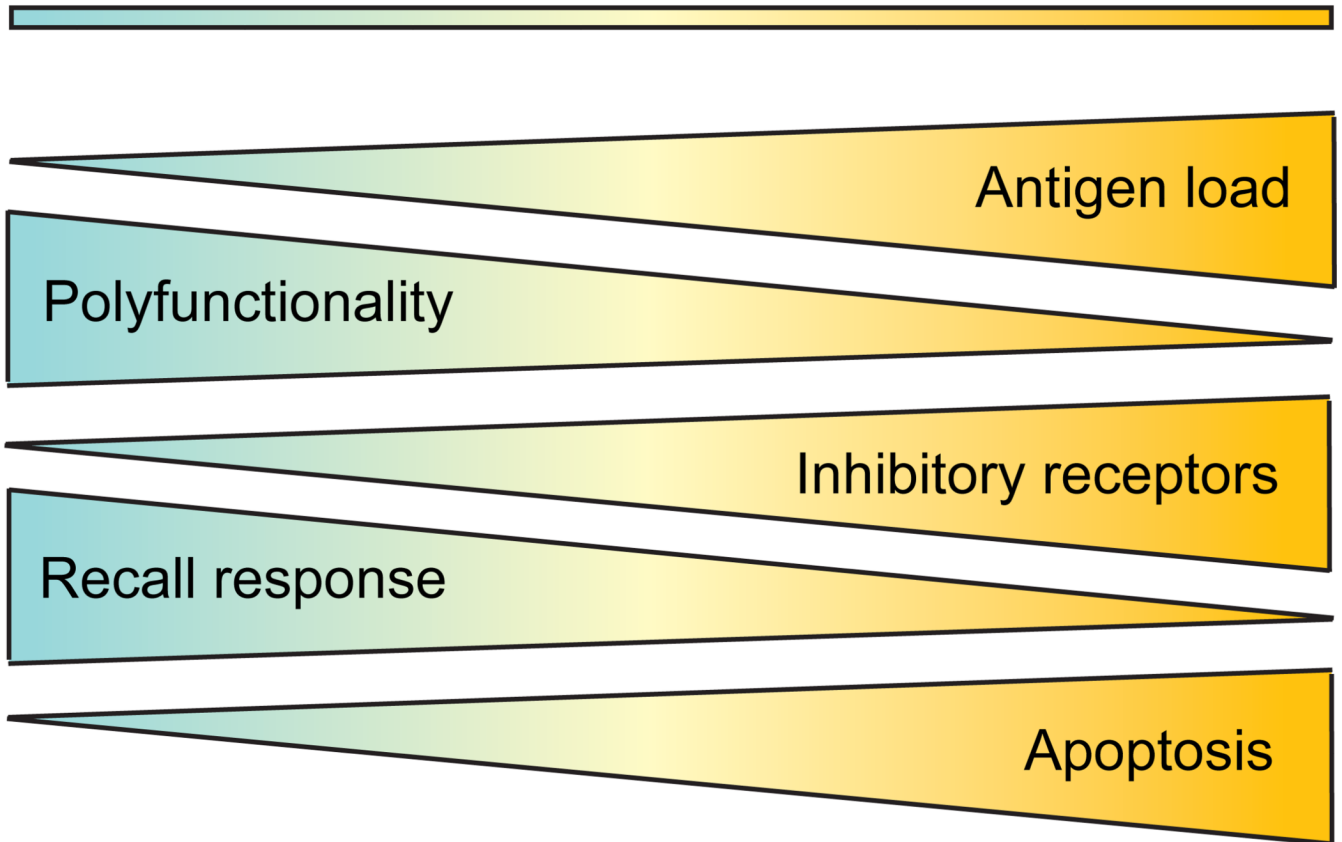 Antigen load
Polyfunctionality
Inhibitory receptors
Recall response
Apoptosis